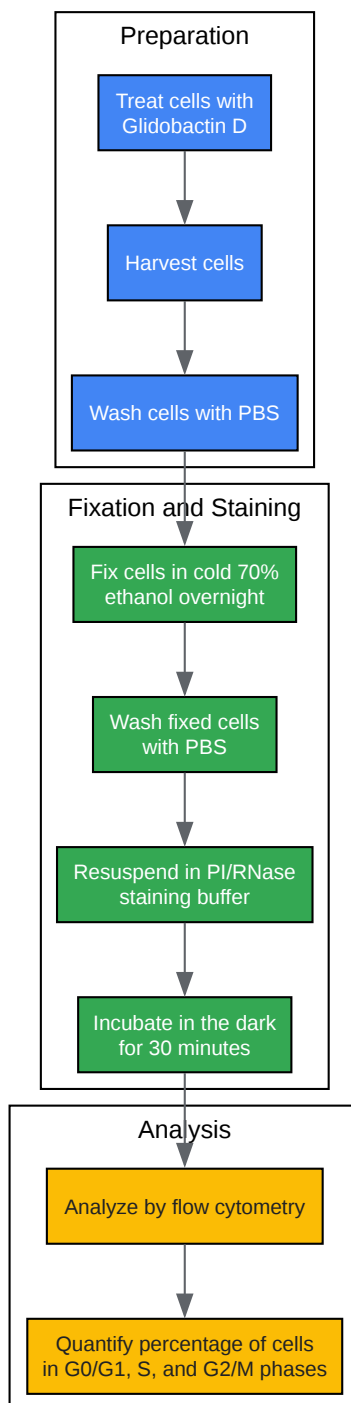 Preparation
Treat cells with
Glidobactin D
Harvest cells
Wash cells with PBS
Fixation and Staining
Fix cells in cold 70%
ethanol overnight
Wash fixed cells
with PBS
Resuspend in PI/RNase
staining buffer
Incubate in the dark
for 30 minutes
Analysis
Analyze by flow cytometry
Quantify percentage of cells
in G0/G1, S, and G2/M phases